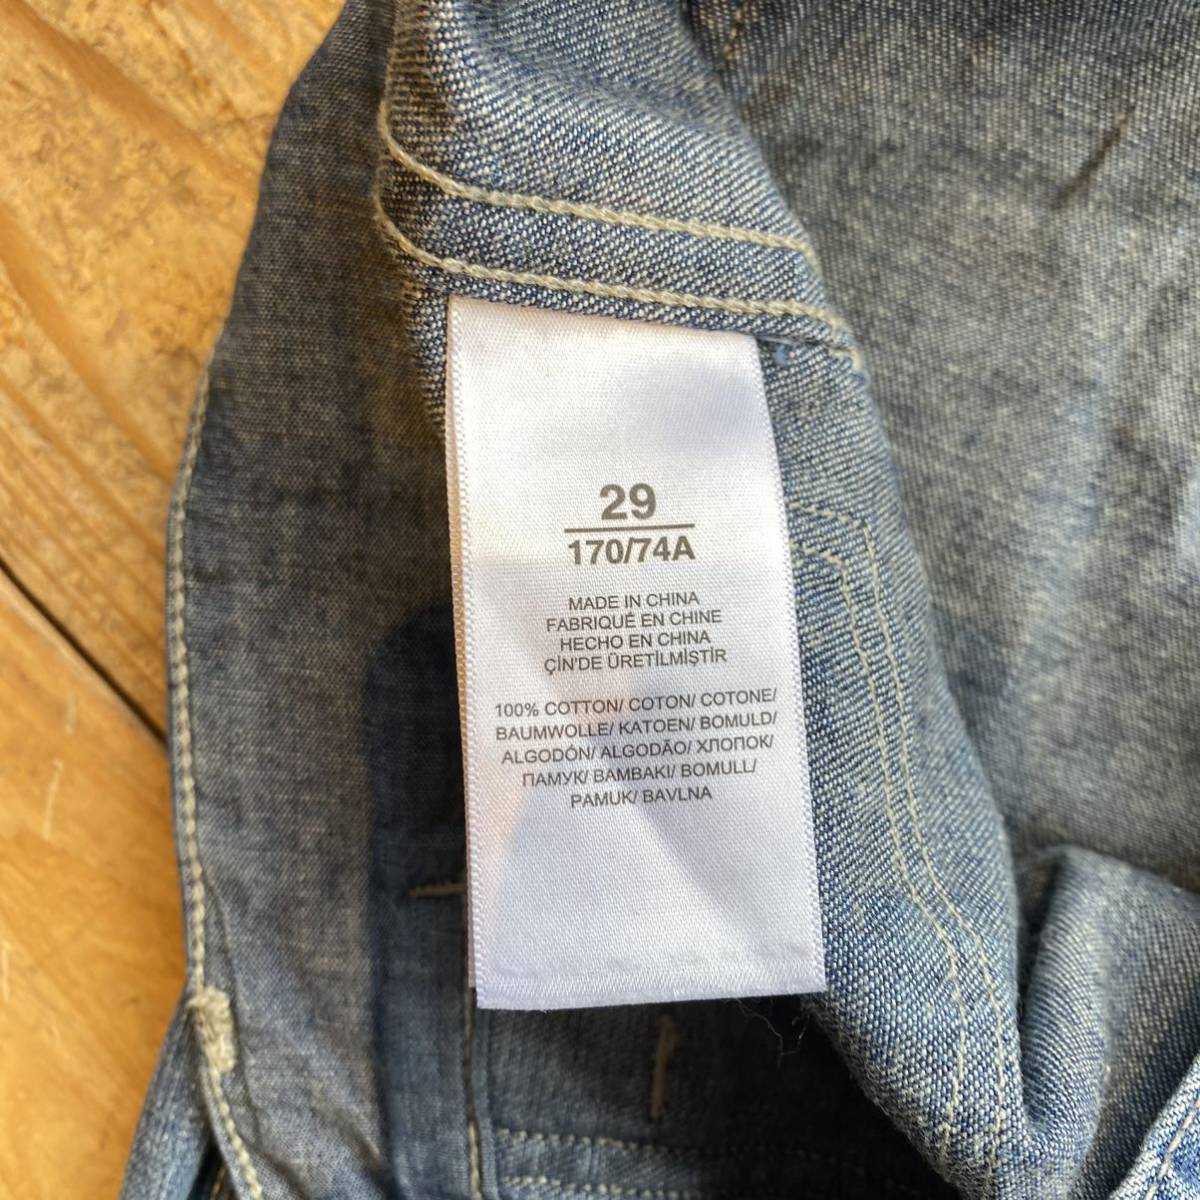 29
170/74A
MADE IN CHINA
FABRIQUÉ EN CHINE
HECHO EN CHINA
ÇİN'DE ÜRETİLMİŞTİR
100% COTTON/ COTON/ COTONE/
BAUMWOLLE/ KATOEN/ BOMULD/
ALGODÓN/ ALGODÃO/ ХЛОПОК/
ПАМУК/ BAMBAKI/ BOMULL/
PAMUK/ BAVLNA